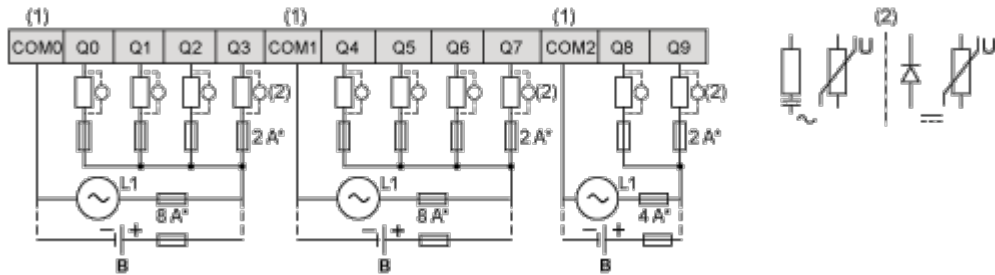 (1) (1) (1) (2)
COM0 Q0 Q1 Q2 Q3 COM1 Q4 Q5 Q6 Q7 COM2 Q8 Q9
U U
(2) (2) (2)
2 A* 2 A* 2 A*
L1 L1 L1
8 A* 8 A* 4 A*
− + − + − +
B B B